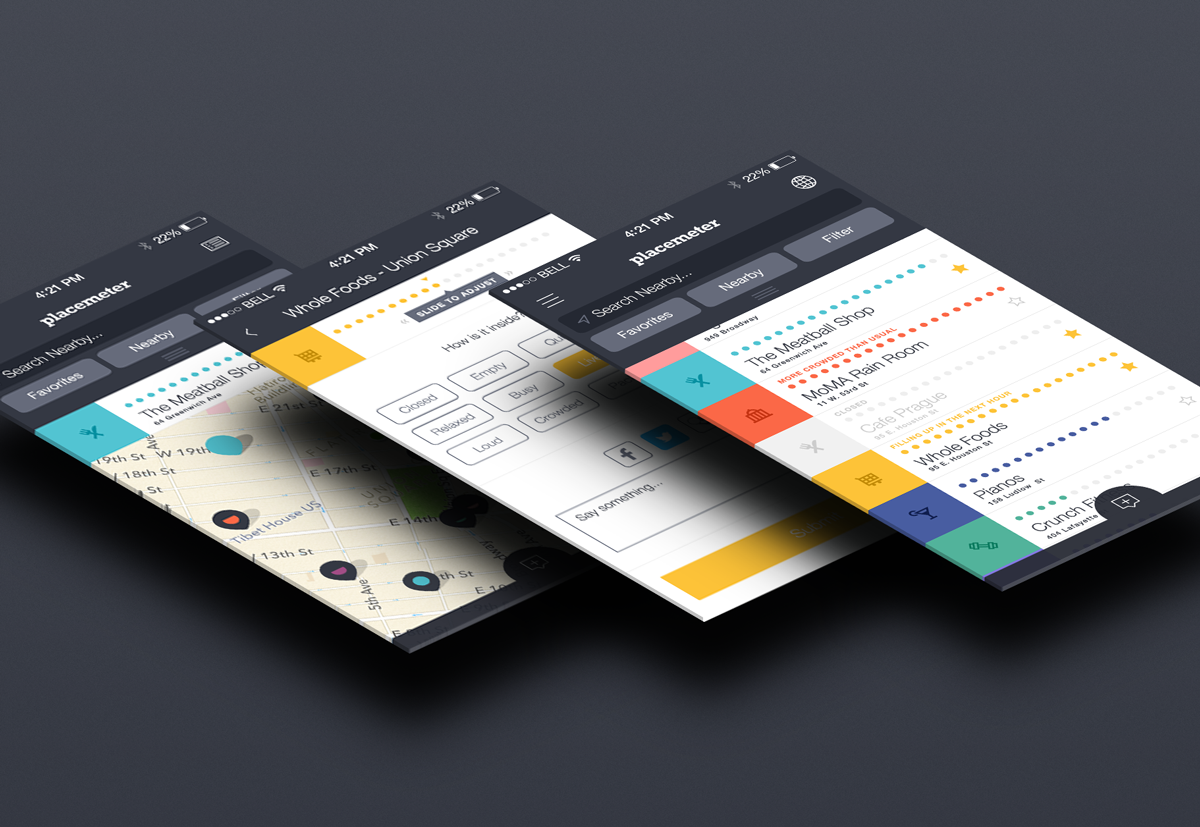 22%
4:21 PM
placemeter
Search Nearby...
Favorites
Nearby
The Meatball Shop
64 Greenwich Ave
E 21st St
W 19th St
19th St
18th St
E 17th St
E 14th
Tibet House US
13th St
5th Ave
22%
4:21 PM
BELL
Whole Foods - Union Square
SLIDE TO ADJUST
How is it inside?
Closed
Empty
Relaxed
Busy
Loud
Crowded
Say something...
22%
4:21 PM
BELL
placemeter
Search Nearby...
Favorites
Nearby
Filter
949 Broadway
The Meatball Shop
64 Greenwich Ave
MORE CROWDED THAN USUAL
MoMA Rain Room
11 W. 53rd St
CLOSED
Cafe Prague
95 E. Houston St
FILLING UP IN THE NEXT HOUR
Whole Foods
95 E. Houston St
Pianos
158 Ludlow St
Crunch
404 Lafayette